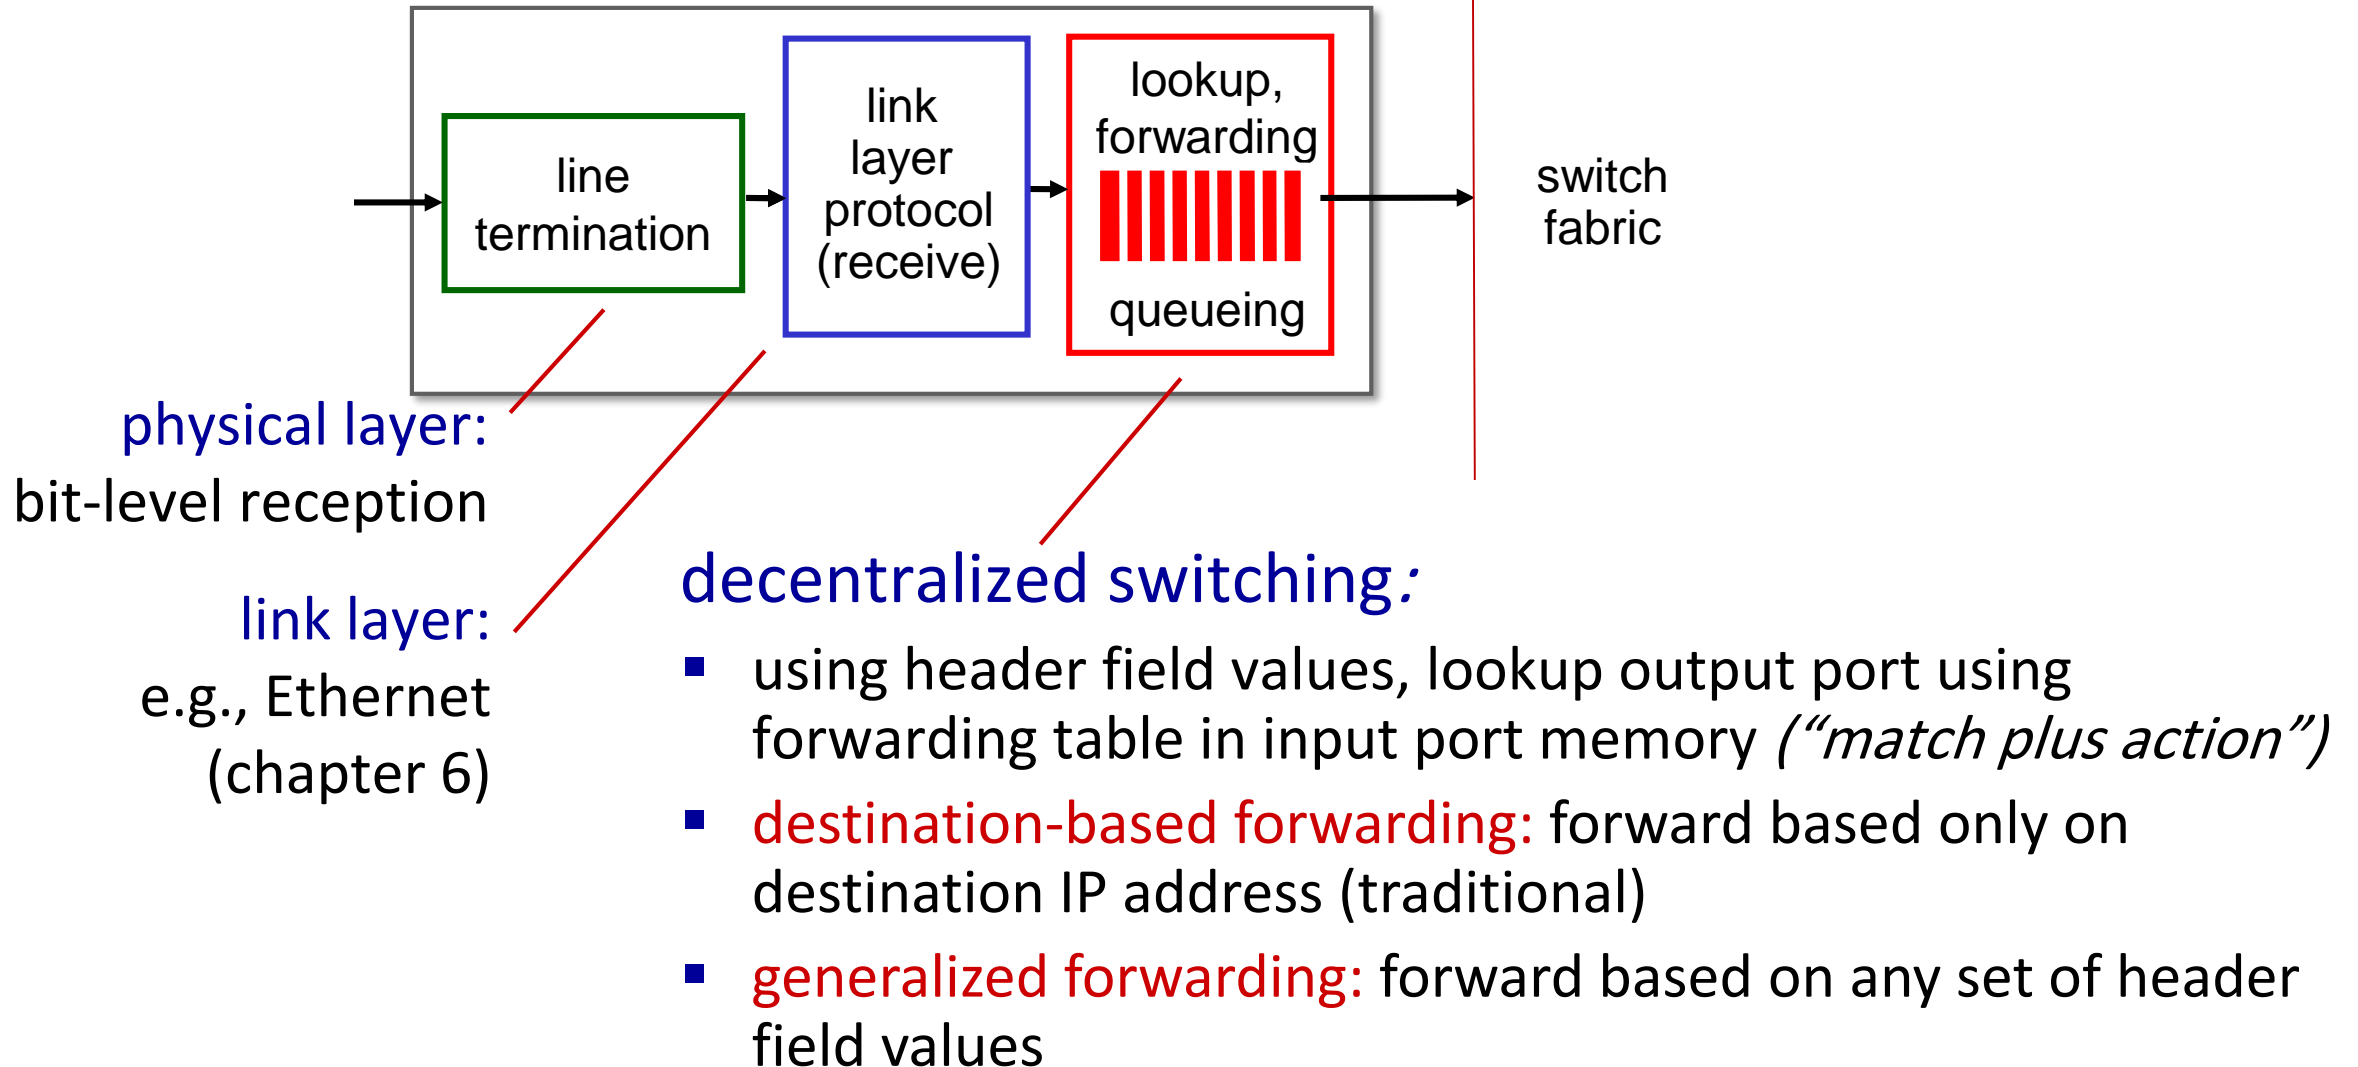 line
termination
link
layer
protocol
(receive)
lookup,
forwarding
queueing
switch
fabric
physical layer:
bit-level reception
link layer:
e.g., Ethernet
(chapter 6)
decentralized switching:
using header field values, lookup output port using
forwarding table in input port memory (“match plus action”)
destination-based forwarding: forward based only on
destination IP address (traditional)
generalized forwarding: forward based on any set of header
field values